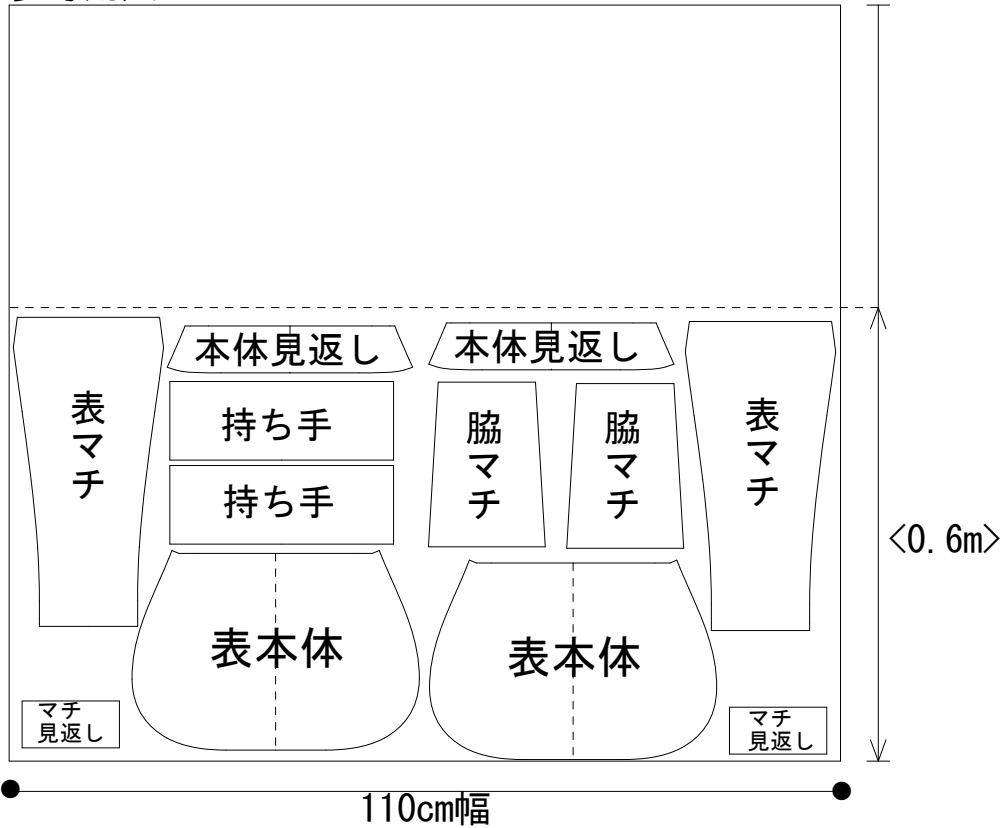 本体見返し
本体見返し
表マチ
持ち手
脇マチ
脇マチ
表マチ
持ち手
<0.6m>
表本体
表本体
マチ
見返し
マチ
見返し
110cm幅